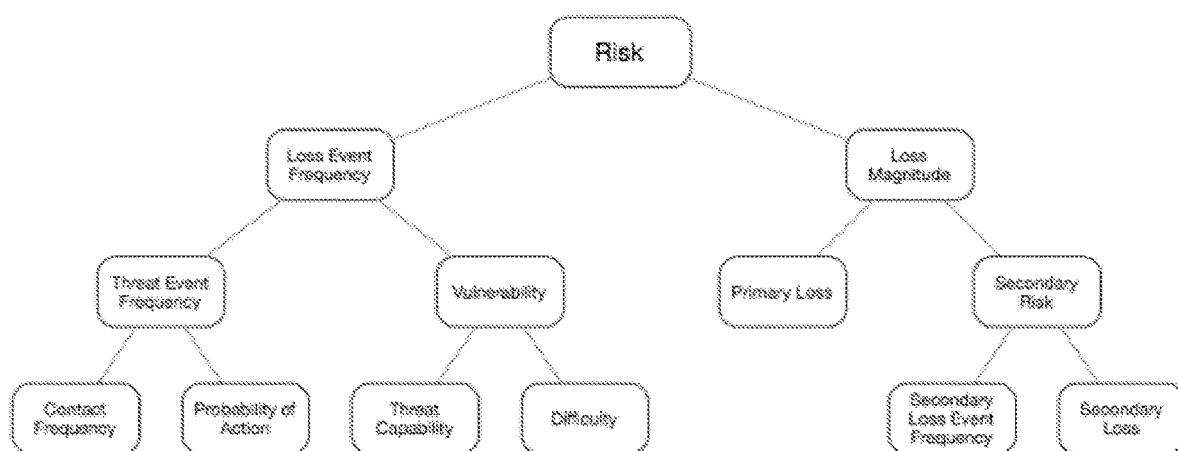 Risk
Loss Event
Frequency
Loss
Magnitude
Threat Event
Frequency
Vulnerability
Primary Loss
Secondary
Risk
Contact
Frequency
Probability of
Action
Threat
Capability
Difficulty
Secondary
Loss Event
Frequency
Secondary
Loss